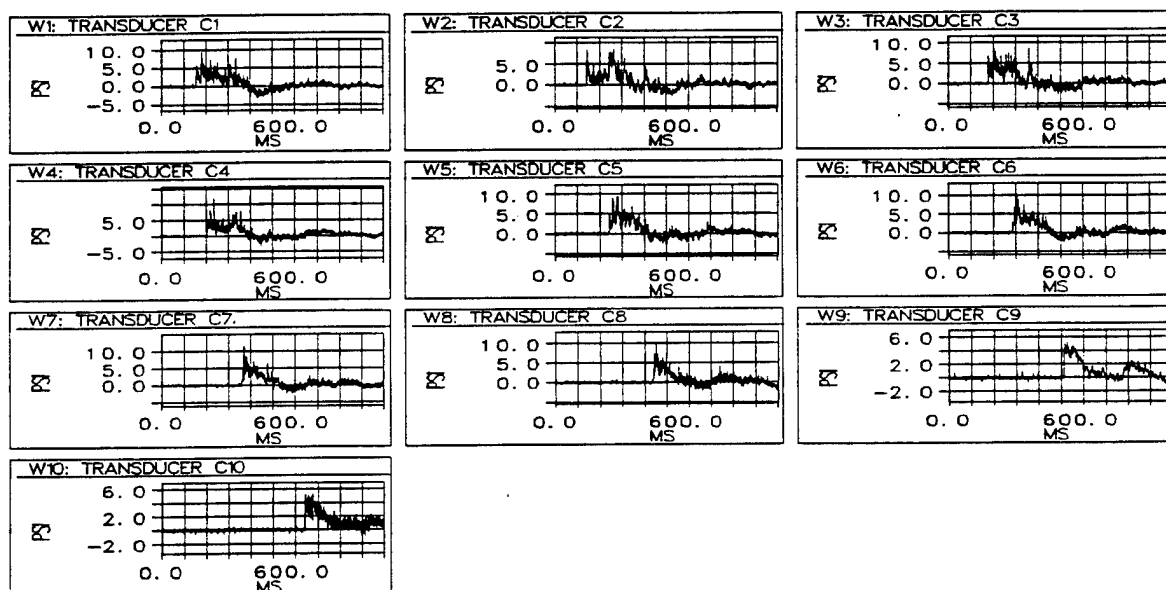 W1: TRANSDUCER C1
10.0
5.0
0.0
-5.0
0.0 600.0
MS
W2: TRANSDUCER C2
5.0
0.0
0.0 600.0
MS
W3: TRANSDUCER C3
10.0
5.0
0.0
0.0 600.0
MS
W4: TRANSDUCER C4
5.0
-5.0
0.0 600.0
MS
W5: TRANSDUCER C5
10.0
5.0
0.0
0.0 600.0
MS
W6: TRANSDUCER C6
10.0
5.0
0.0
0.0 600.0
MS
W7: TRANSDUCER C7.
10.0
5.0
0.0
0.0 600.0
MS
W8: TRANSDUCER C8
10.0
5.0
0.0
0.0 600.0
MS
W9: TRANSDUCER C9
6.0
2.0
-2.0
0.0 600.0
MS
W10: TRANSDUCER C10
6.0
2.0
-2.0
0.0 600.0
MS